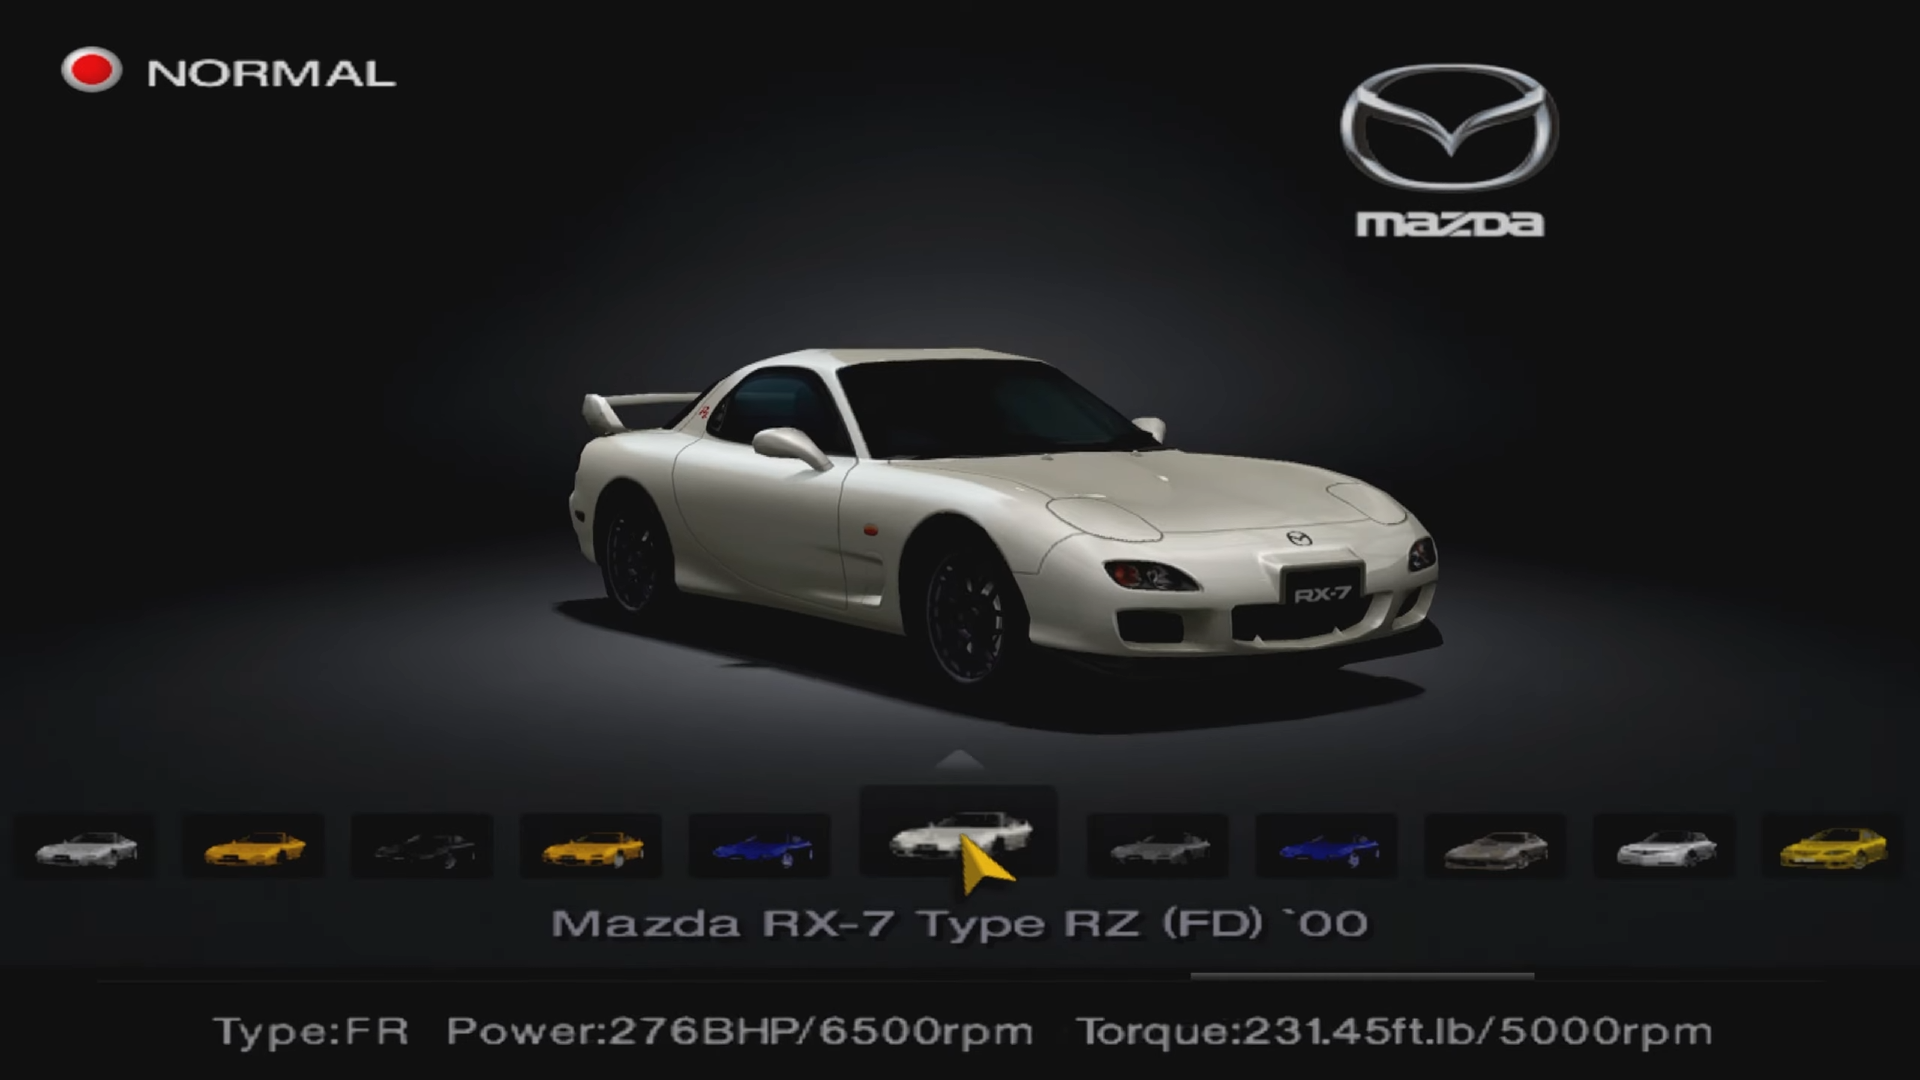 NORMAL
mazda
RX-7
Mazda RX-7 Type RZ (FD) `00
Type:FR Power:276BHP/6500rpm Torque:231.45ft.lb/5000rpm